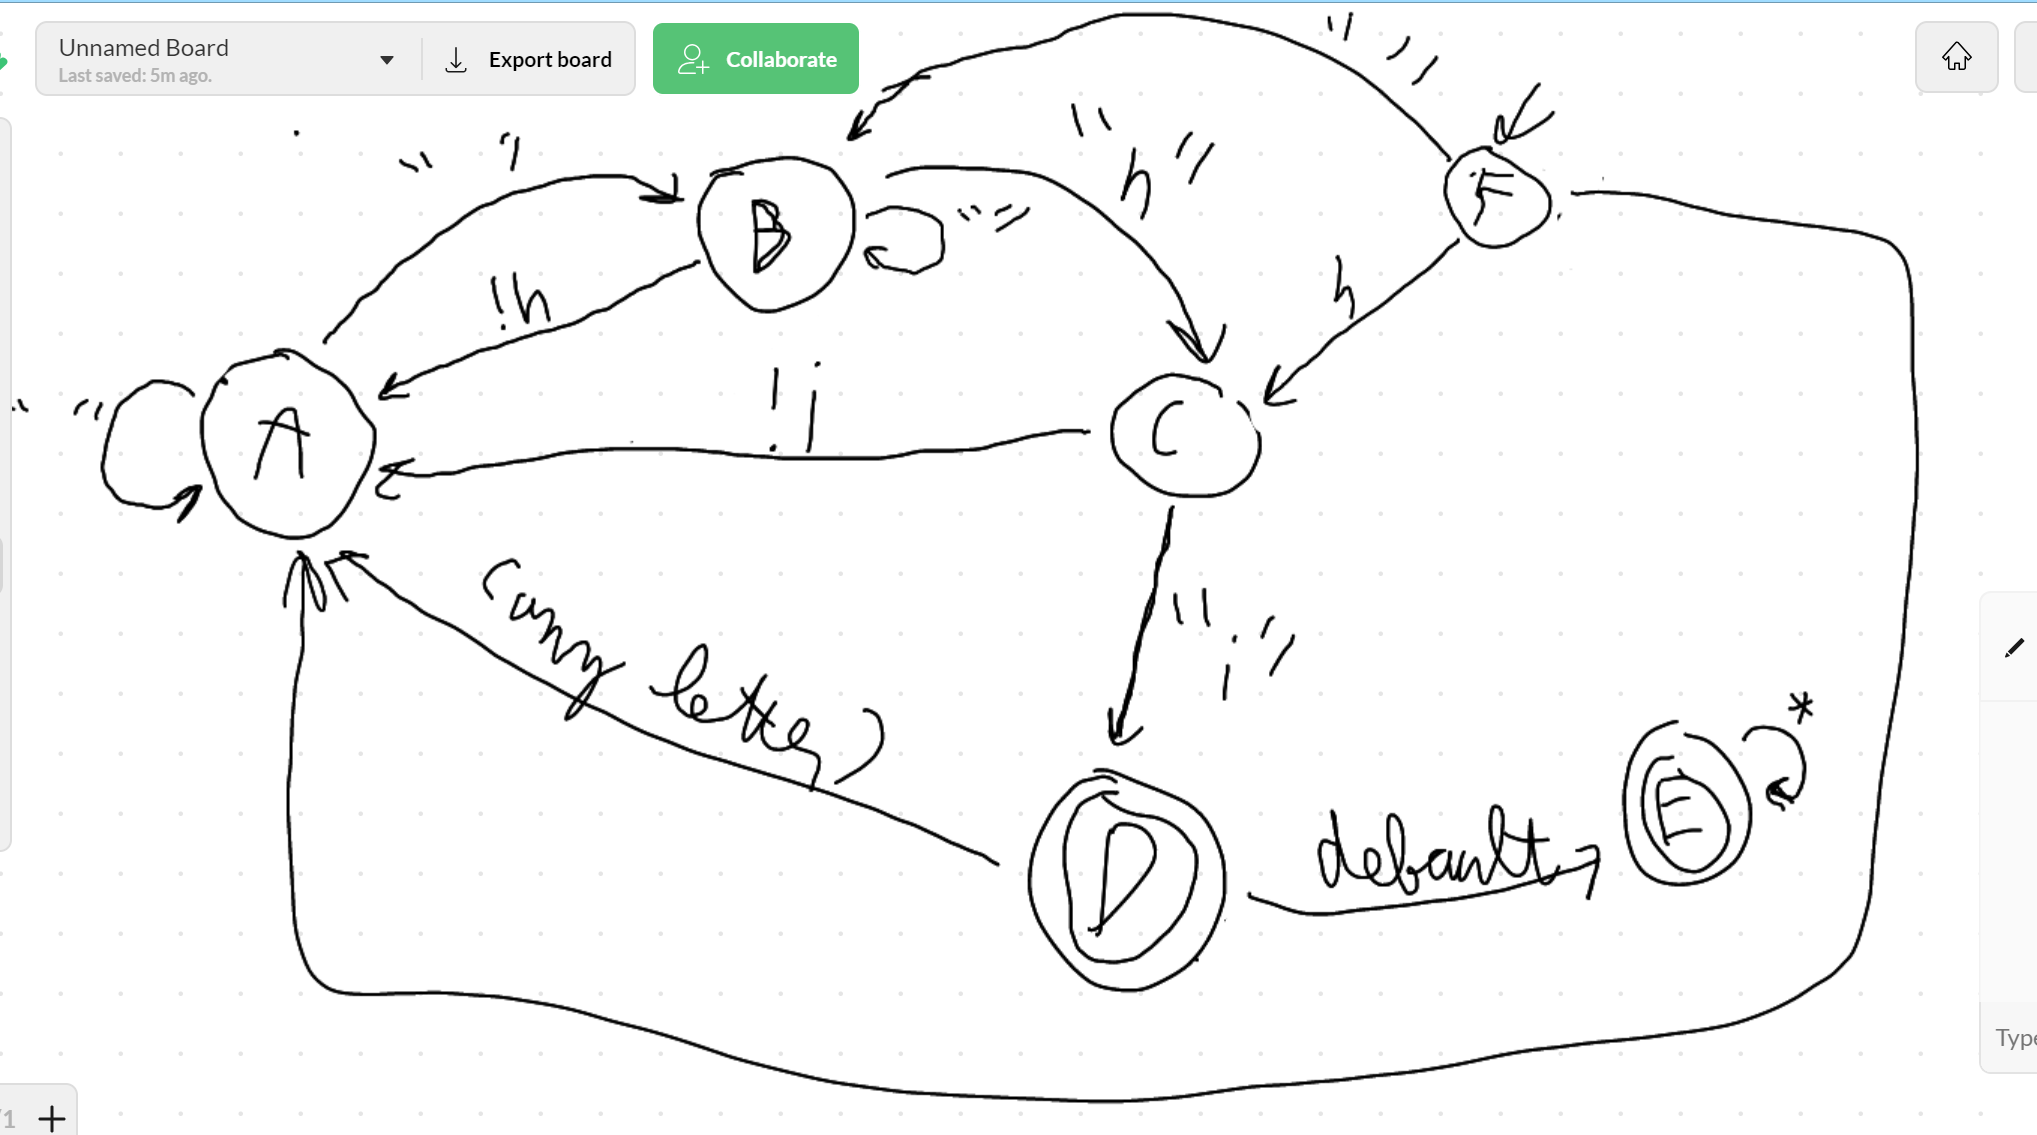 Unnamed Board
Last saved: 5m ago.
Export board
Collaborate
" "
" "
"h"
F
B
" "
!h
h
" "
A
!j
C
"i"
(any letter)
*
E
D
default
Type
/1